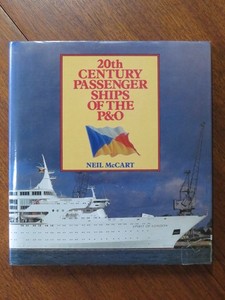 20th
CENTURY
PASSENGER
SHIPS
OF THE
P&O
NEIL McCART